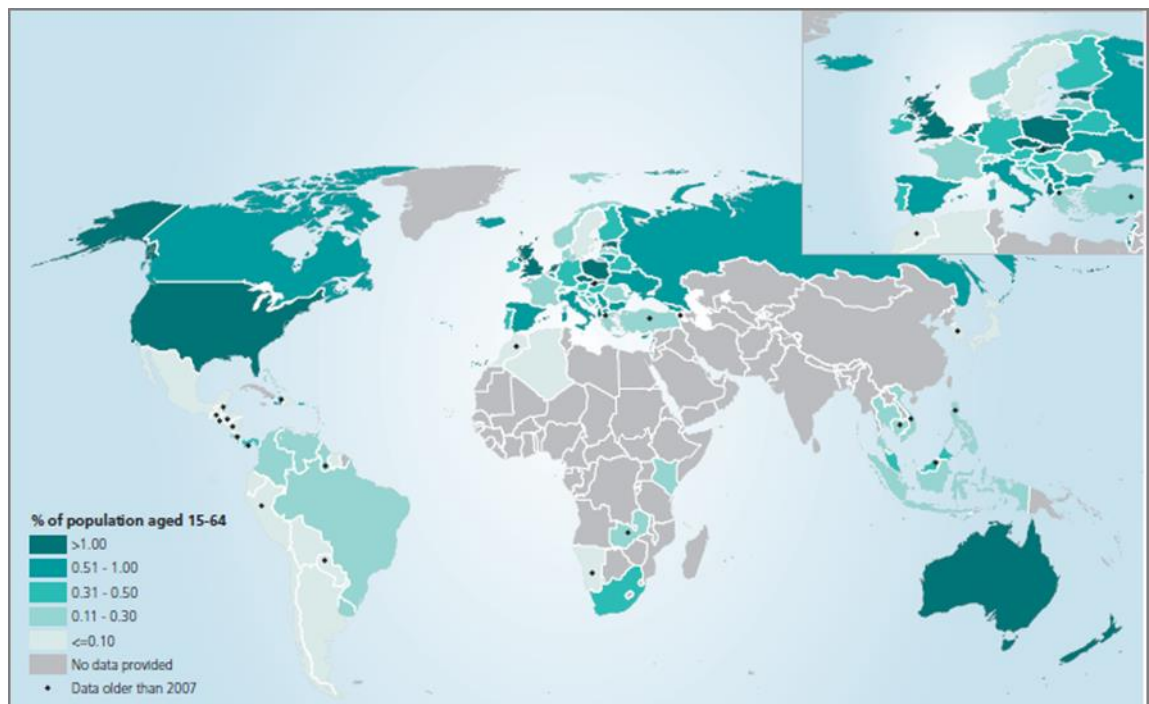 % of population aged 15-64
>1.00
0.51 - 1.00
0.31 - 0.50
0.11 - 0.30
<=0.10
No data provided
Data older than 2007